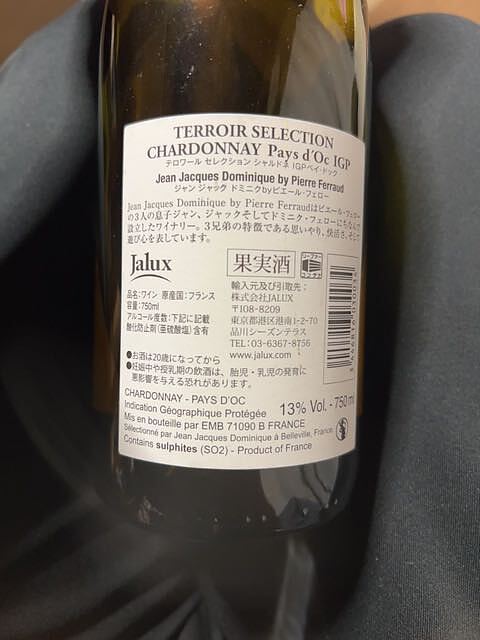 TERROIR SELECTION
CHARDONNAY Pays d'Oc IGP
テロワール セレクション シャルドネ IGPペイ・ドック
Jean Jacques Dominique by Pierre Ferraud
ジャン ジャック ドミニクbyピエール・フェロー
Jean Jacques Dominique by Pierre Ferraudはピエール・フェロー
の3人の息子ジャン、ジャックそしてドミニク・フェローにちなんで
設立したワイナリー。3兄弟の特徴である思いやり、快活さ、そして
遊び心を表しています。
Jalux
果実酒
品名:ワイン 原産国:フランス
容量:750ml
アルコール度数:下記に記載
酸化防止剤(亜硫酸塩)含有
輸入元及び引取先:
株式会社JALUX
〒108-8209
東京都港区港南1-2-70
品川シーズンテラス
TEL:03-6367-8756
www.jalux.com
●お酒は20歳になってから
●妊娠中や授乳期の飲酒は、胎児・乳児の発育に
悪影響を与える恐れがあります。
CHARDONNAY - PAYS D'OC
Indication Géographique Protégée
13% Vol. - 750 ml
Mis en bouteille par EMB 71090 B FRANCE
Sélectionné par Jean Jacques Dominique à Belleville, France
Contains sulphites (SO2) - Product of France